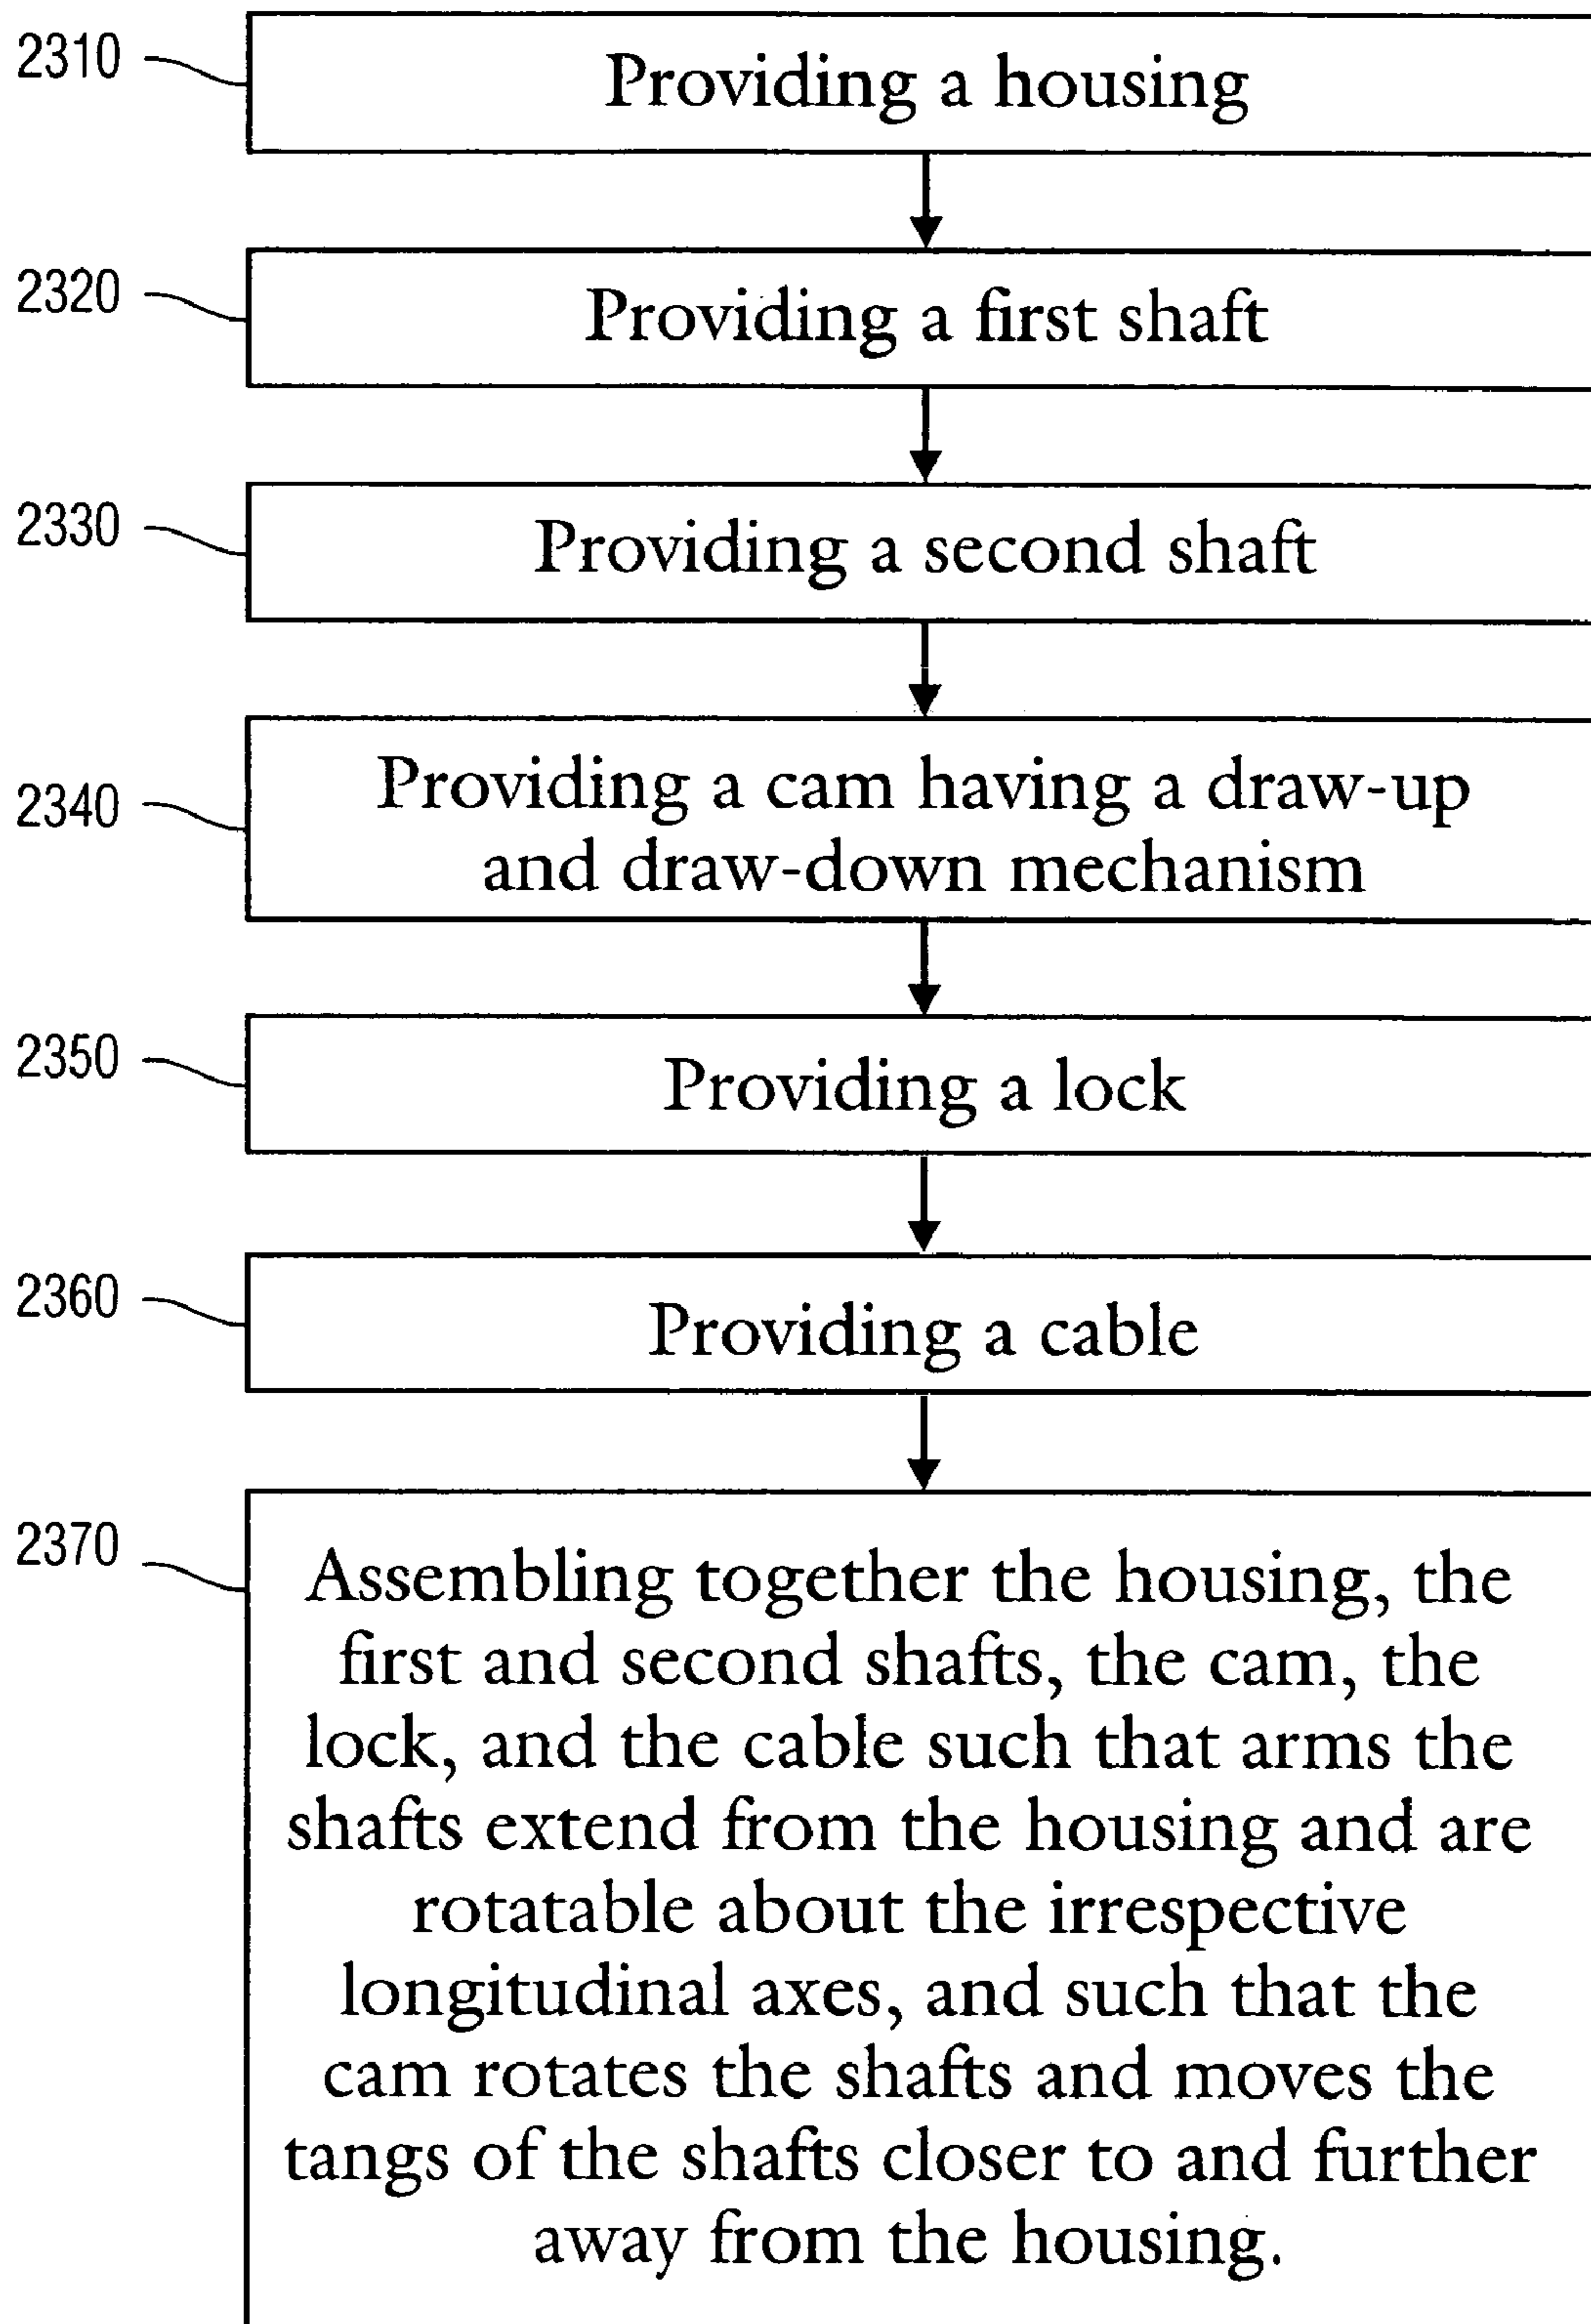 2310
Providing a housing
2320
Providing a first shaft
2330
Providing a second shaft
2340
Providing a cam having a draw-up
and draw-down mechanism
2350
Providing a lock
2360
Providing a cable
2370
Assembling together the housing, the
first and second shafts, the cam, the
lock, and the cable such that arms the
shafts extend from the housing and are
rotatable about the irrespective
longitudinal axes, and such that the
cam rotates the shafts and moves the
tangs of the shafts closer to and further
away from the housing.